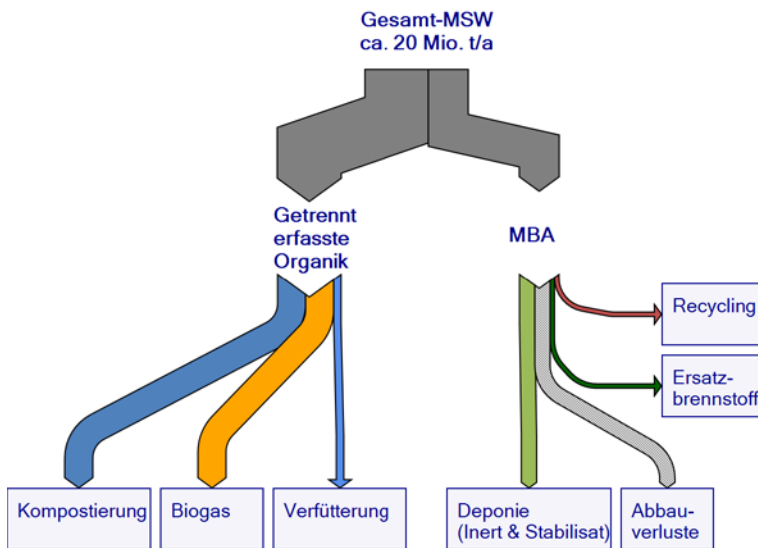 Gesamt-MSW
ca. 20 Mio. t/a
Getrennt
erfasste
Organik
MBA
Recycling
Ersatz-
brennstoff
Kompostierung
Biogas
Verfütterung
Deponie
(Inert & Stabilisat)
Abbau-
verluste